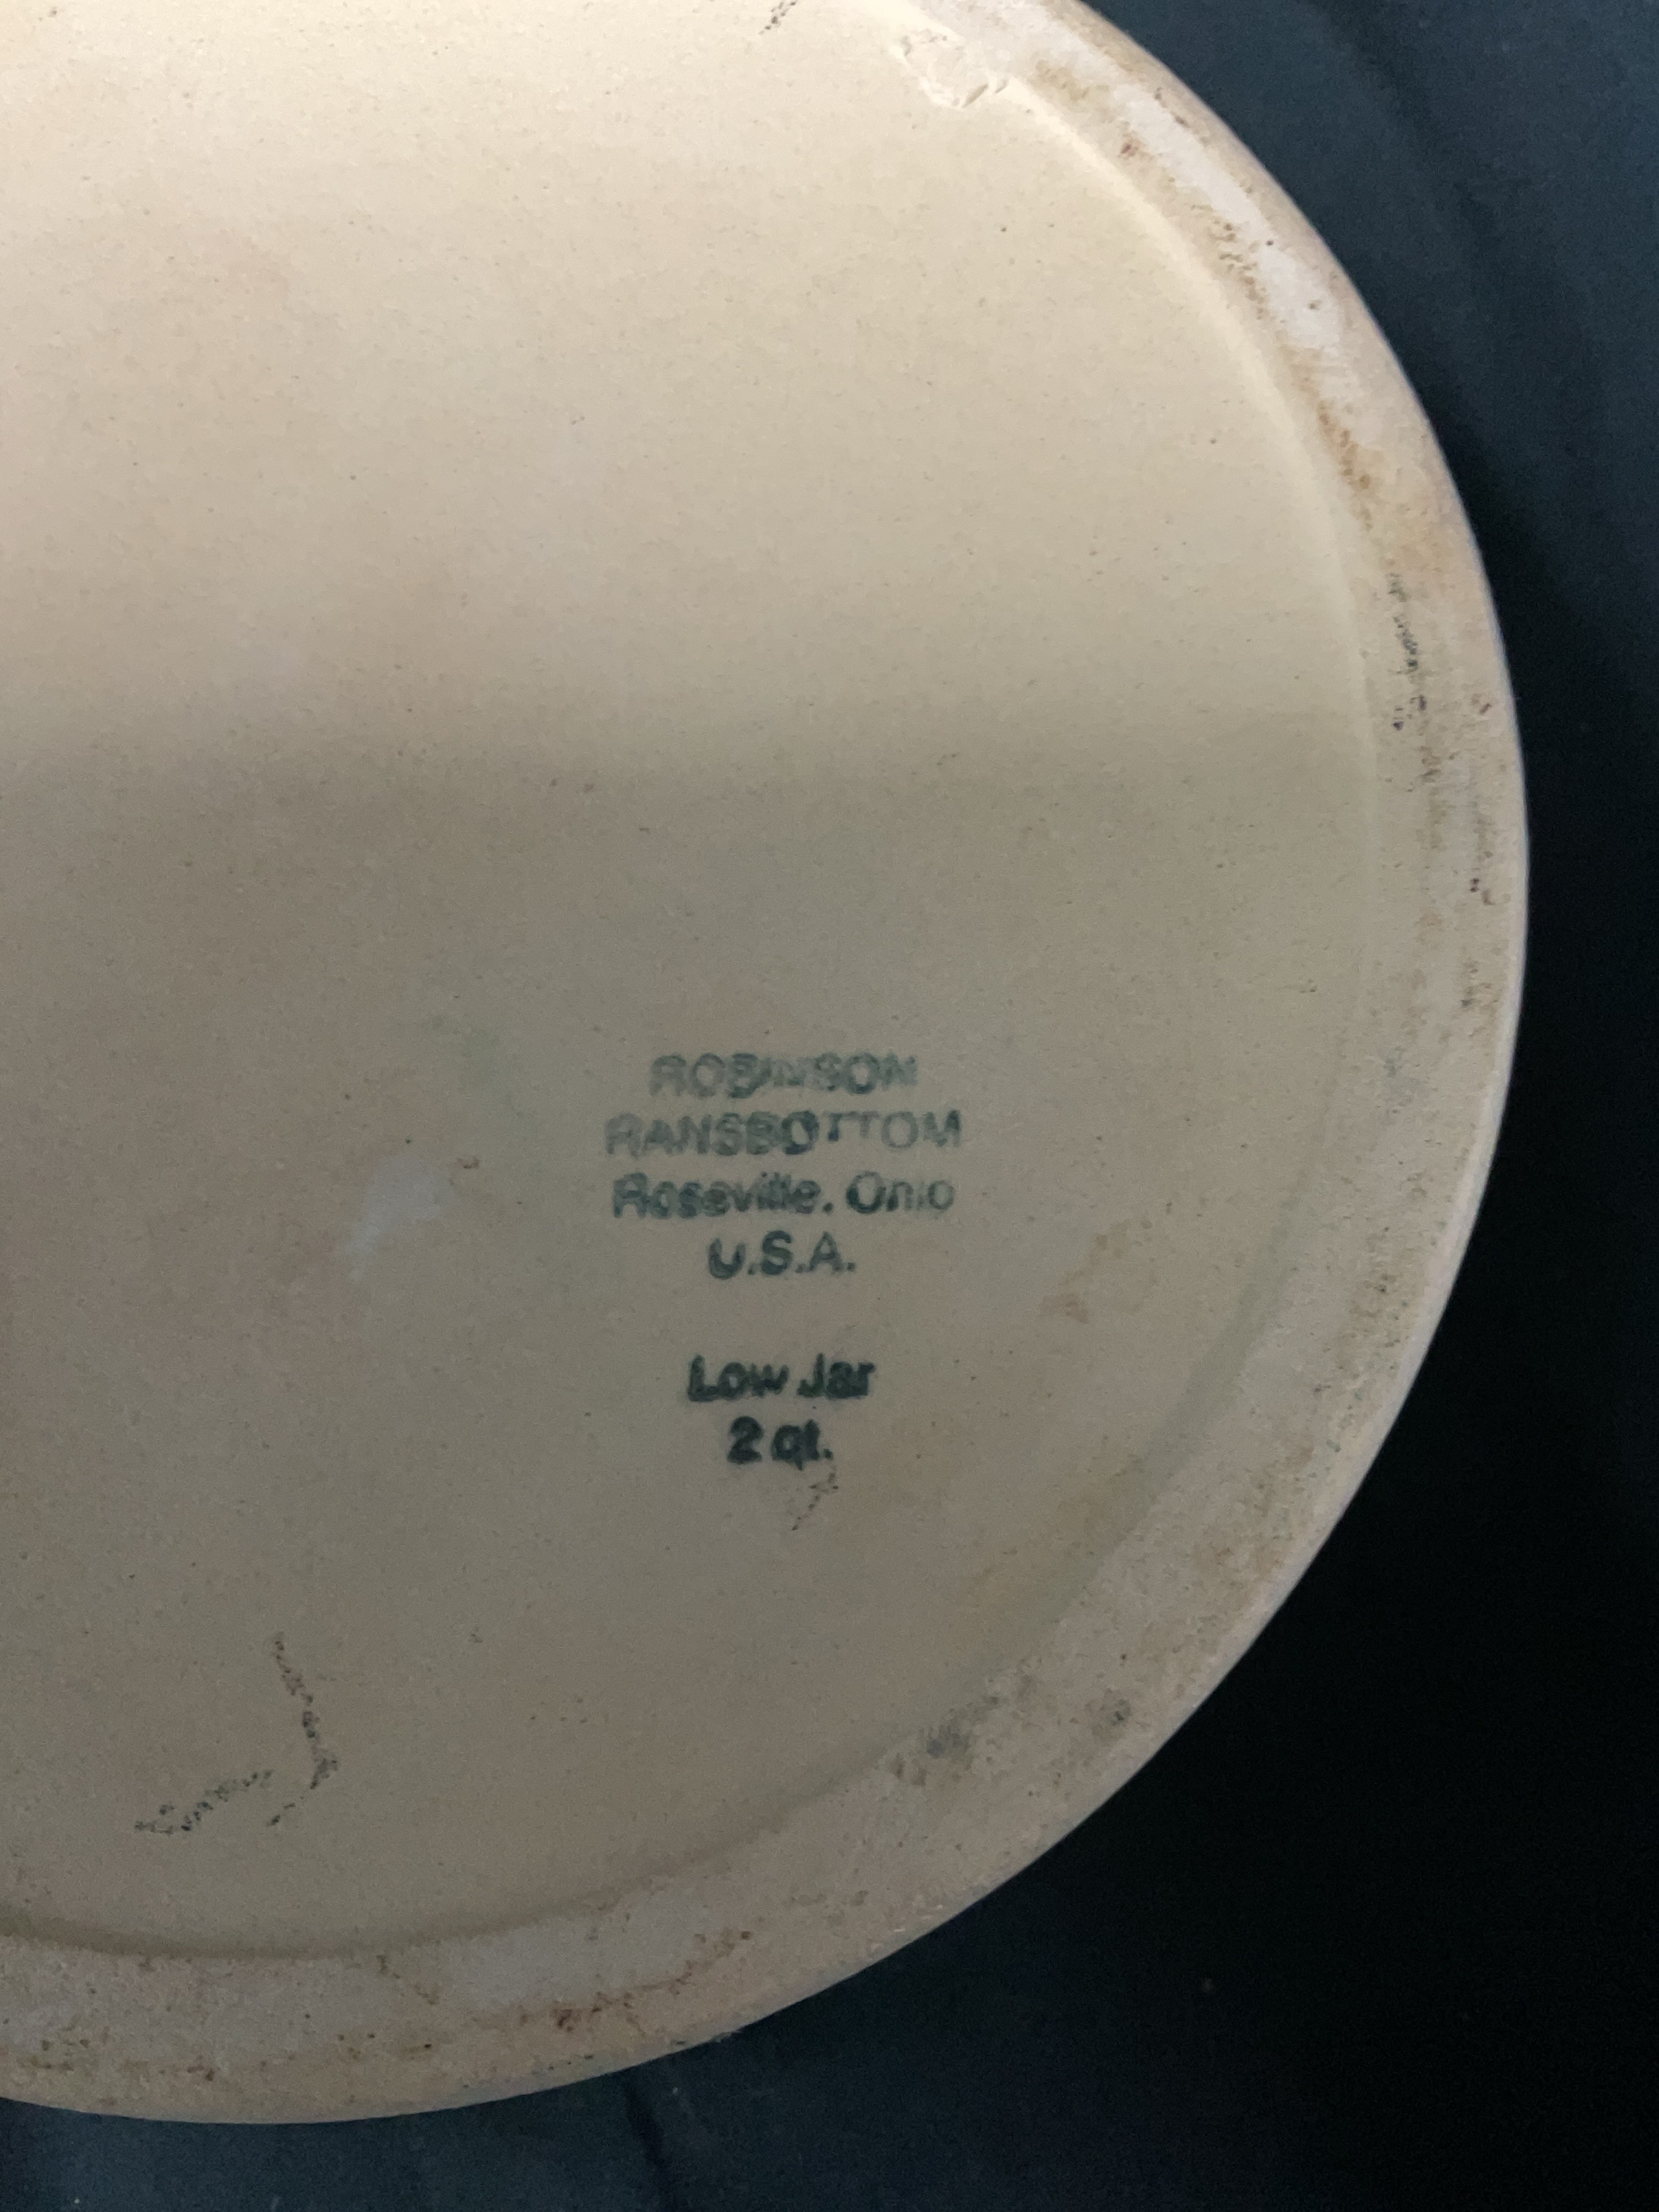 ROBINSON
RANSBOTTOM
Roseville, Ohio
U.S.A.
Low Jar
2 qt.